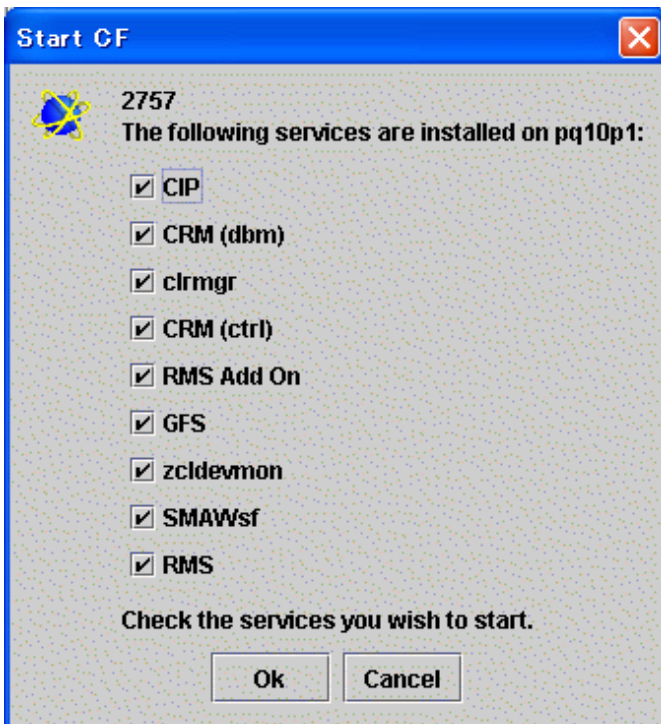 Start CF
2757
The following services are installed on pq10p1:
CIP
CRM (dbm)
clrmgr
CRM (ctrl)
RMS Add On
GFS
zcldevmon
SMAWsf
RMS
Check the services you wish to start.
Ok
Cancel